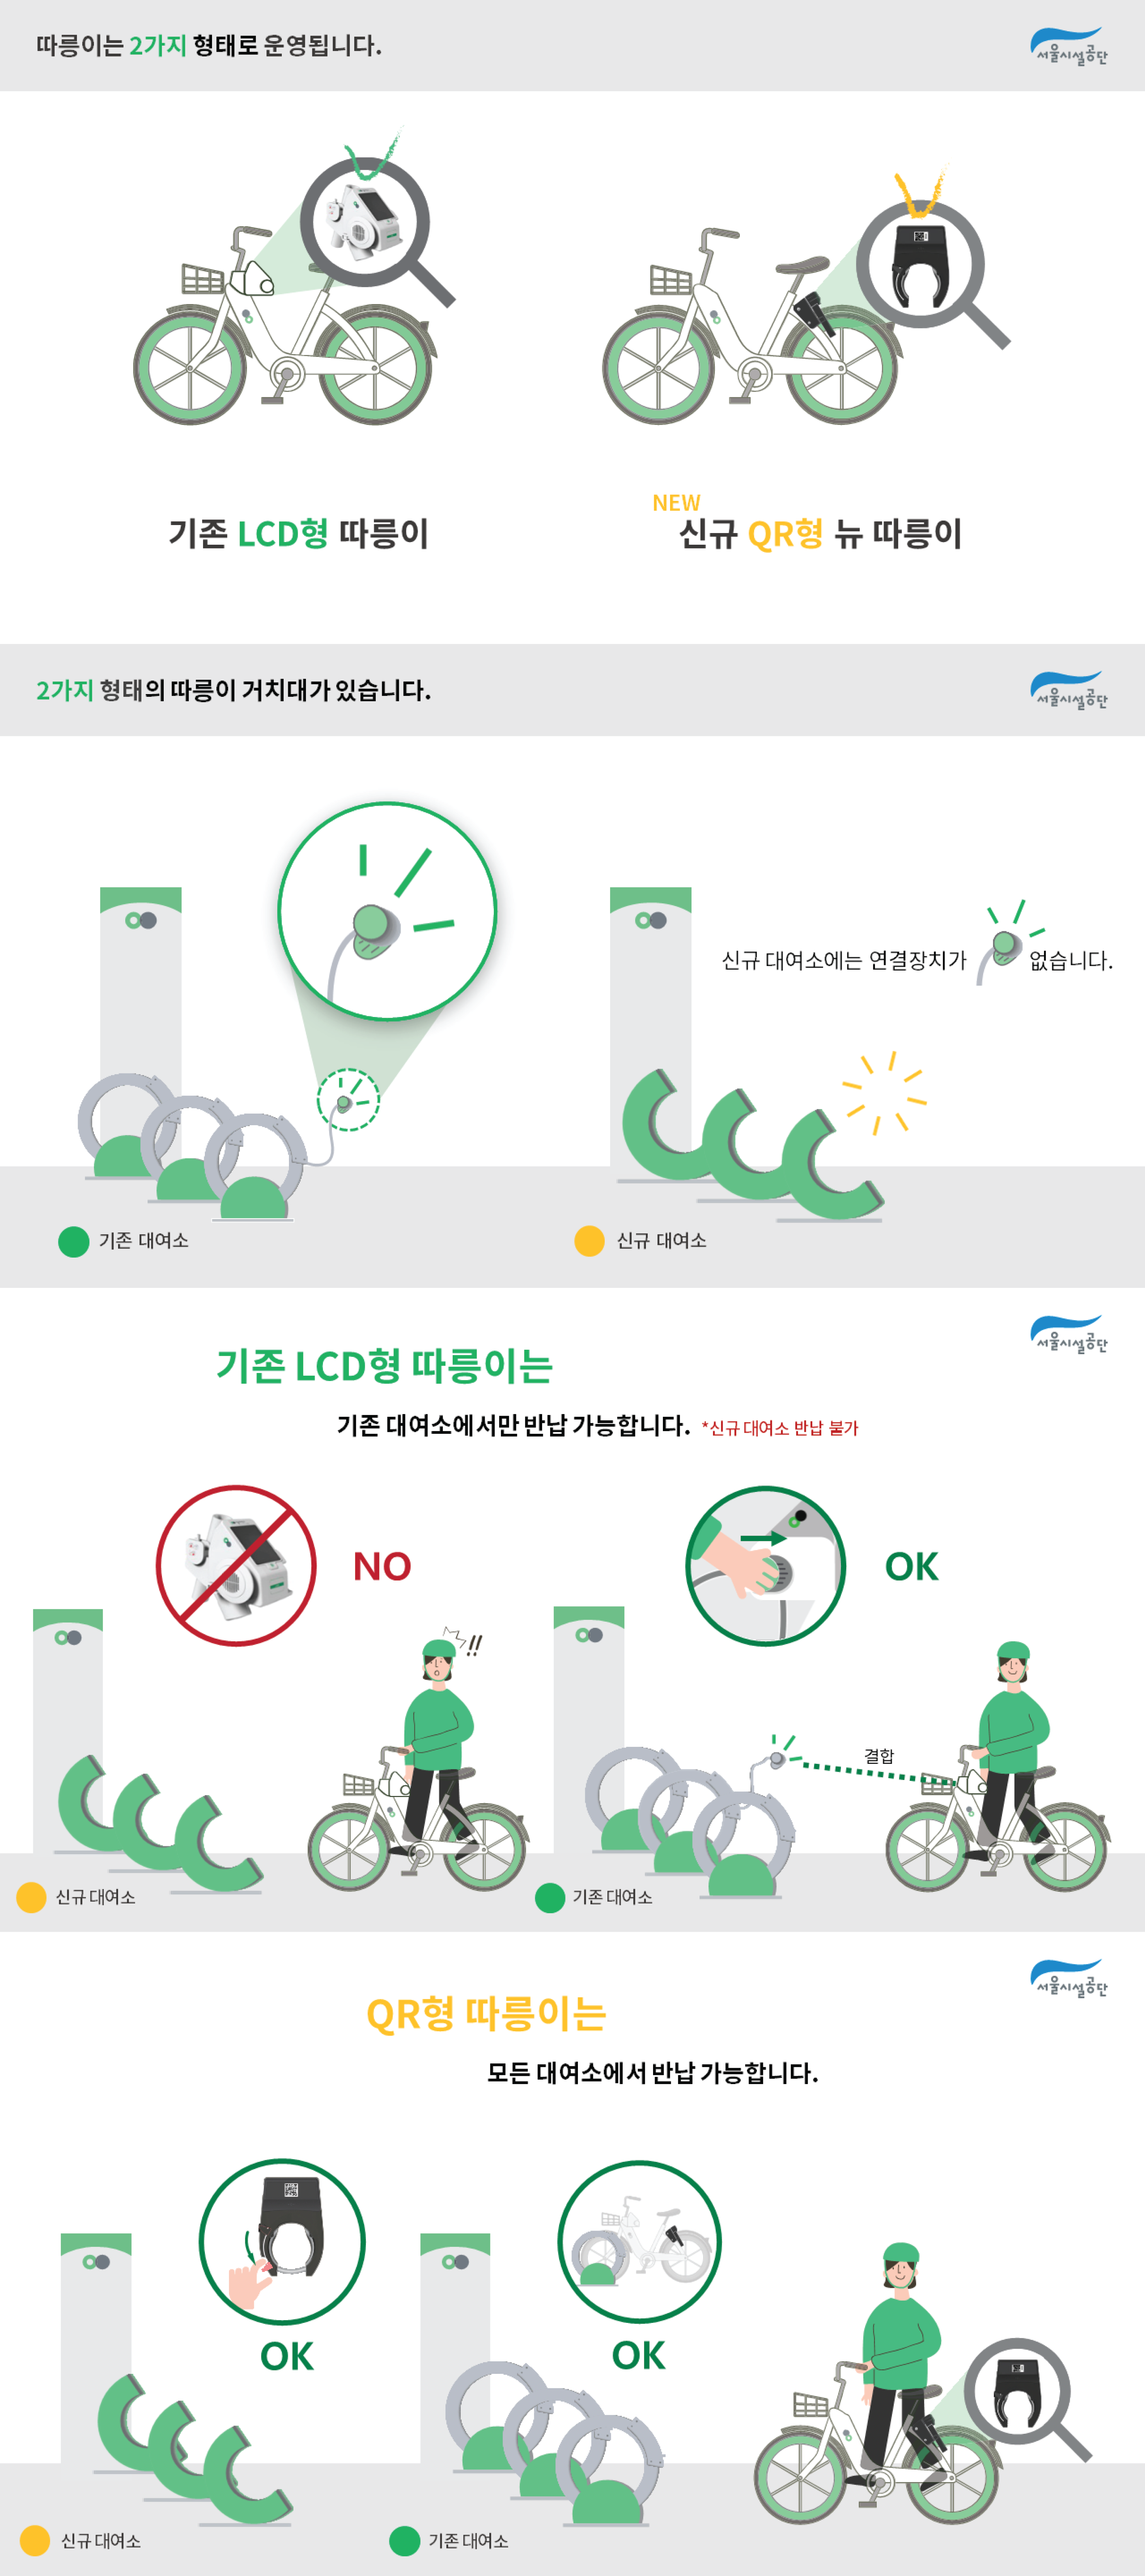 따릉이는 2가지 형태로 운영됩니다.
서울시설공단
기존 LCD형 따릉이
NEW
신규 QR형 뉴 따릉이
2가지 형태의 따릉이 거치대가 있습니다.
서울시설공단
신규 대여소에는 연결장치가 없습니다.
기존 대여소
신규 대여소
서울시설공단
기존 LCD형 따릉이는
기존 대여소에서만 반납 가능합니다. *신규 대여소 반납 불가
NO
OK
!!
결합
신규 대여소
기존 대여소
서울시설공단
QR형 따릉이는
모든 대여소에서 반납 가능합니다.
OK
OK
신규 대여소
기존 대여소